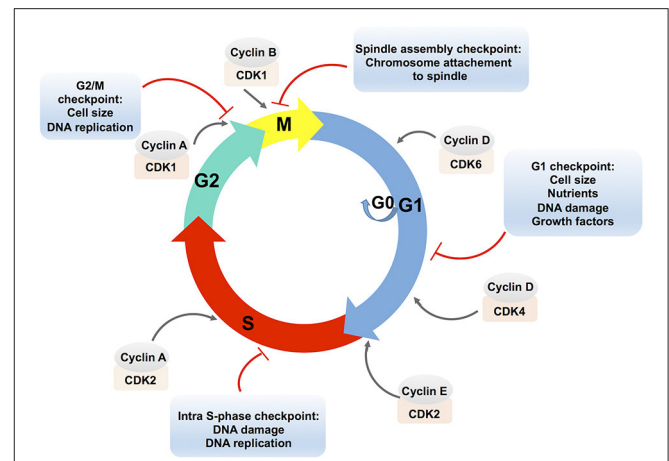 Cyclin B
CDK1
Spindle assembly checkpoint:
Chromosome attachement
to spindle
G2/M
checkpoint:
Cell size
DNA replication
M
Cyclin A
CDK1
Cyclin D
CDK6
G2
G0
G1
G1 checkpoint:
Cell size
Nutrients
DNA damage
Growth factors
Cyclin D
CDK4
S
Cyclin A
CDK2
Cyclin E
CDK2
Intra S-phase checkpoint:
DNA damage
DNA replication